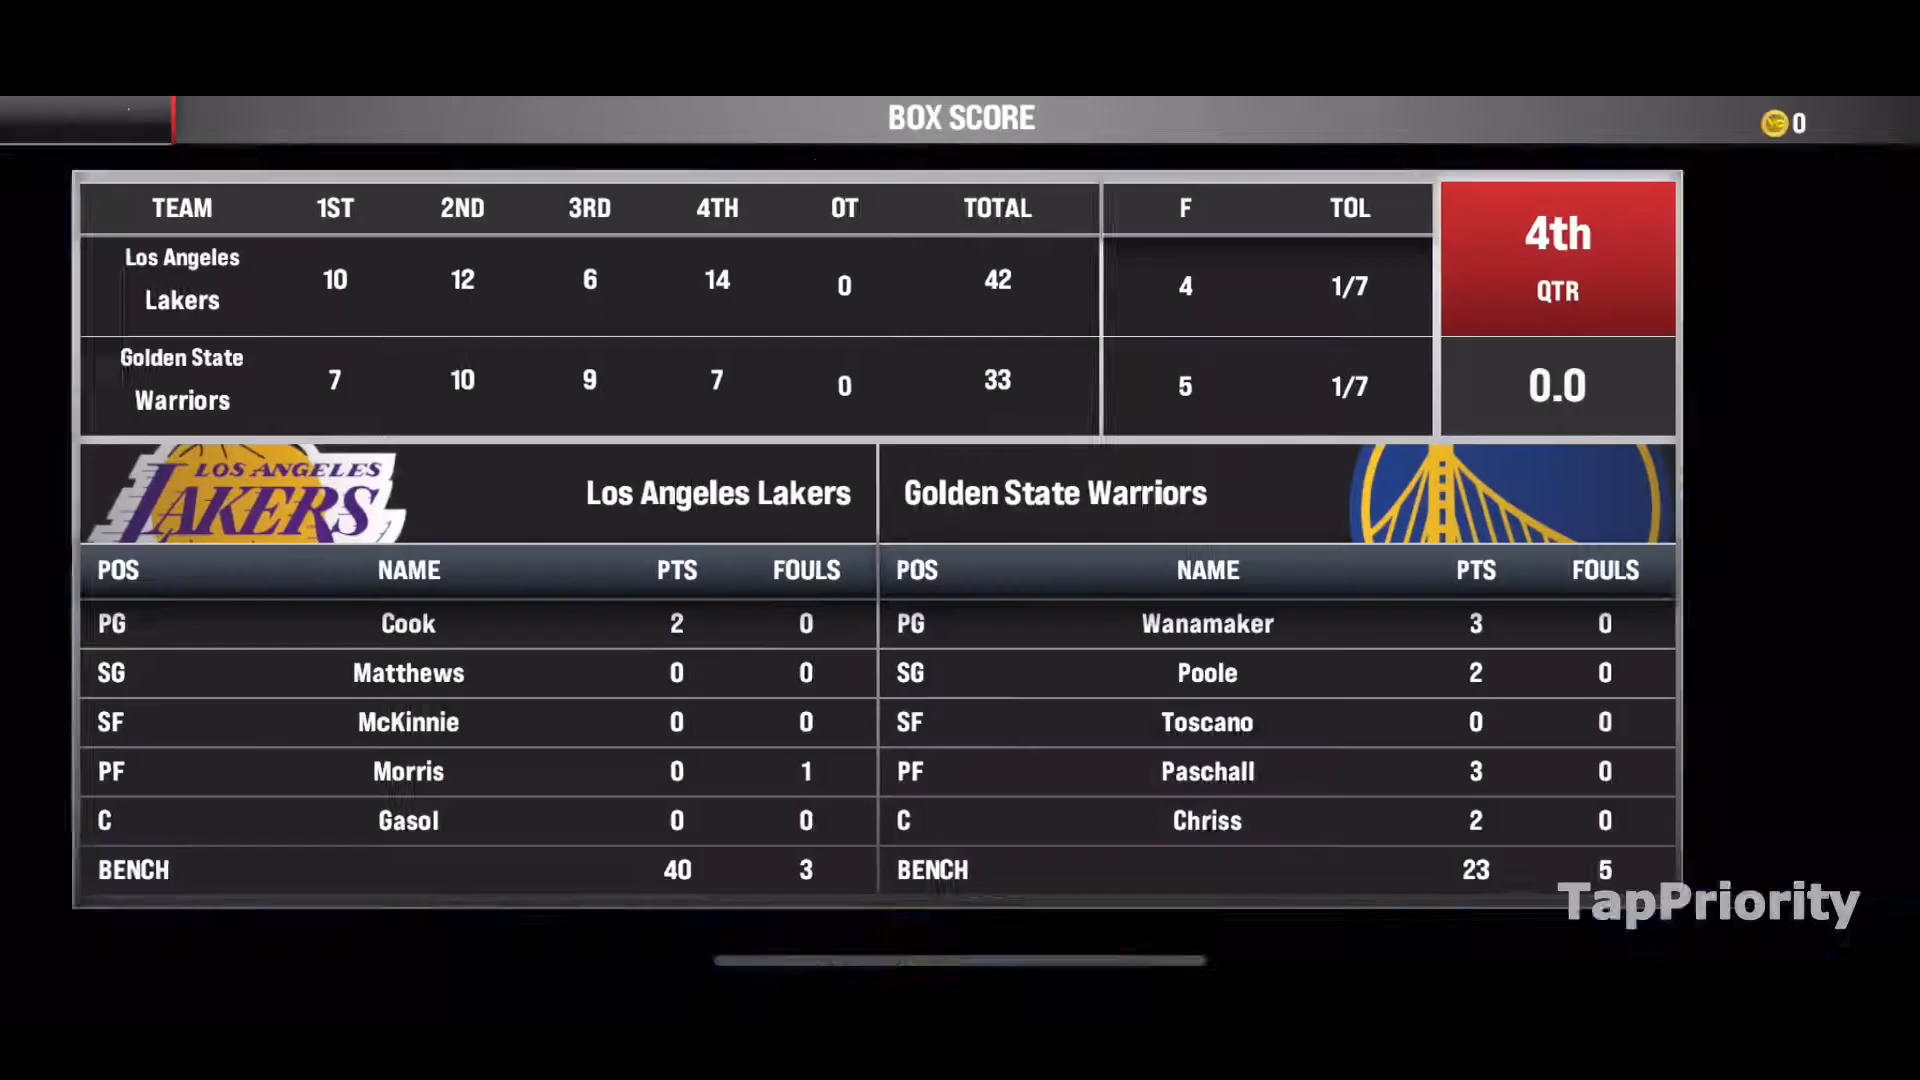 BOX SCORE
0
TEAM 1ST 2ND 3RD 4TH OT TOTAL F TOL
Los Angeles Lakers 10 12 6 14 0 42 4 1/7
Golden State Warriors 7 10 9 7 0 33 5 1/7
4th
QTR
0.0
LOS ANGELES
LAKERS
Los Angeles Lakers
Golden State Warriors
POS NAME PTS FOULS POS NAME PTS FOULS
PG Cook 2 0 PG Wanamaker 3 0
SG Matthews 0 0 SG Poole 2 0
SF McKinnie 0 0 SF Toscano 0 0
PF Morris 0 1 PF Paschall 3 0
C Gasol 0 0 C Chriss 2 0
BENCH 40 3 BENCH 23 5
TapPriority